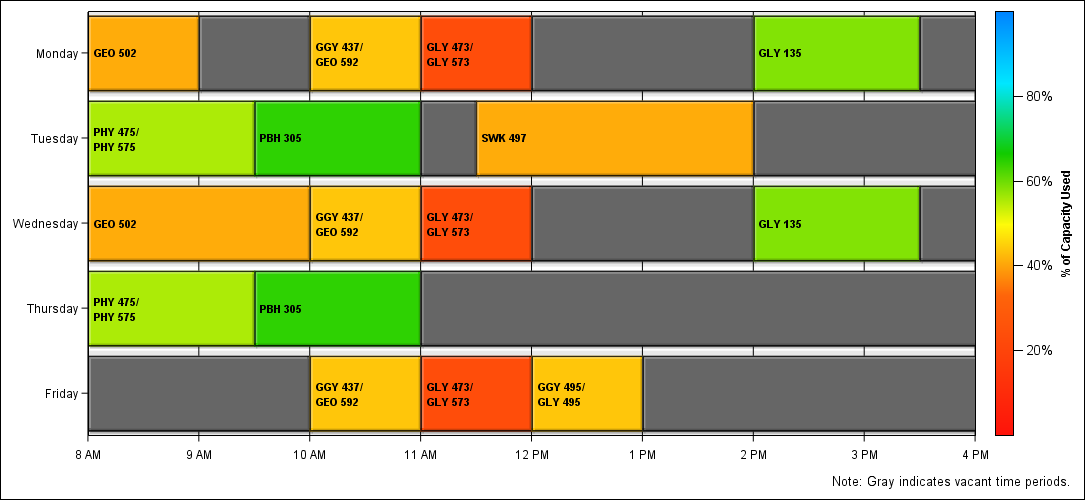 Monday
GEO 502
GGY 437/
GEO 592
GLY 473/
GLY 573
GLY 135
Tuesday
PHY 475/
PHY 575
PBH 305
SWK 497
Wednesday
GEO 502
GGY 437/
GEO 592
GLY 473/
GLY 573
GLY 135
Thursday
PHY 475/
PHY 575
PBH 305
Friday
GGY 437/
GEO 592
GLY 473/
GLY 573
GGY 495/
GLY 495
8 AM
9 AM
10 AM
11 AM
12 PM
1 PM
2 PM
3 PM
4 PM
80%
60%
40%
20%
% of Capacity Used
Note: Gray indicates vacant time periods.